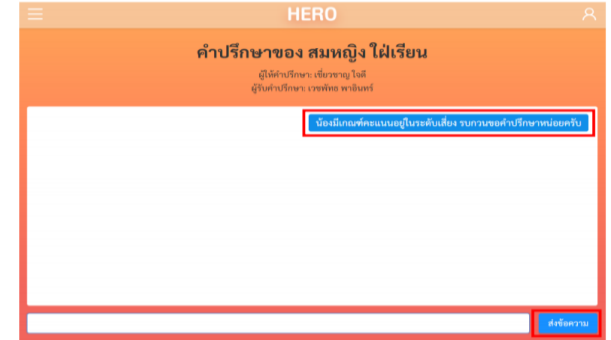 HERO
คำปรึกษาของ สมหญิง ใฝ่เรียน
ผู้ให้คำปรึกษา: เชี่ยวชาญ ใจดี
ผู้รับคำปรึกษา: เวชพัทธ พาอินทร์
น้องมีเกณฑ์คะแนนอยู่ในระดับเสี่ยง รบกวนขอคำปรึกษาหน่อยครับ
ส่งข้อความ